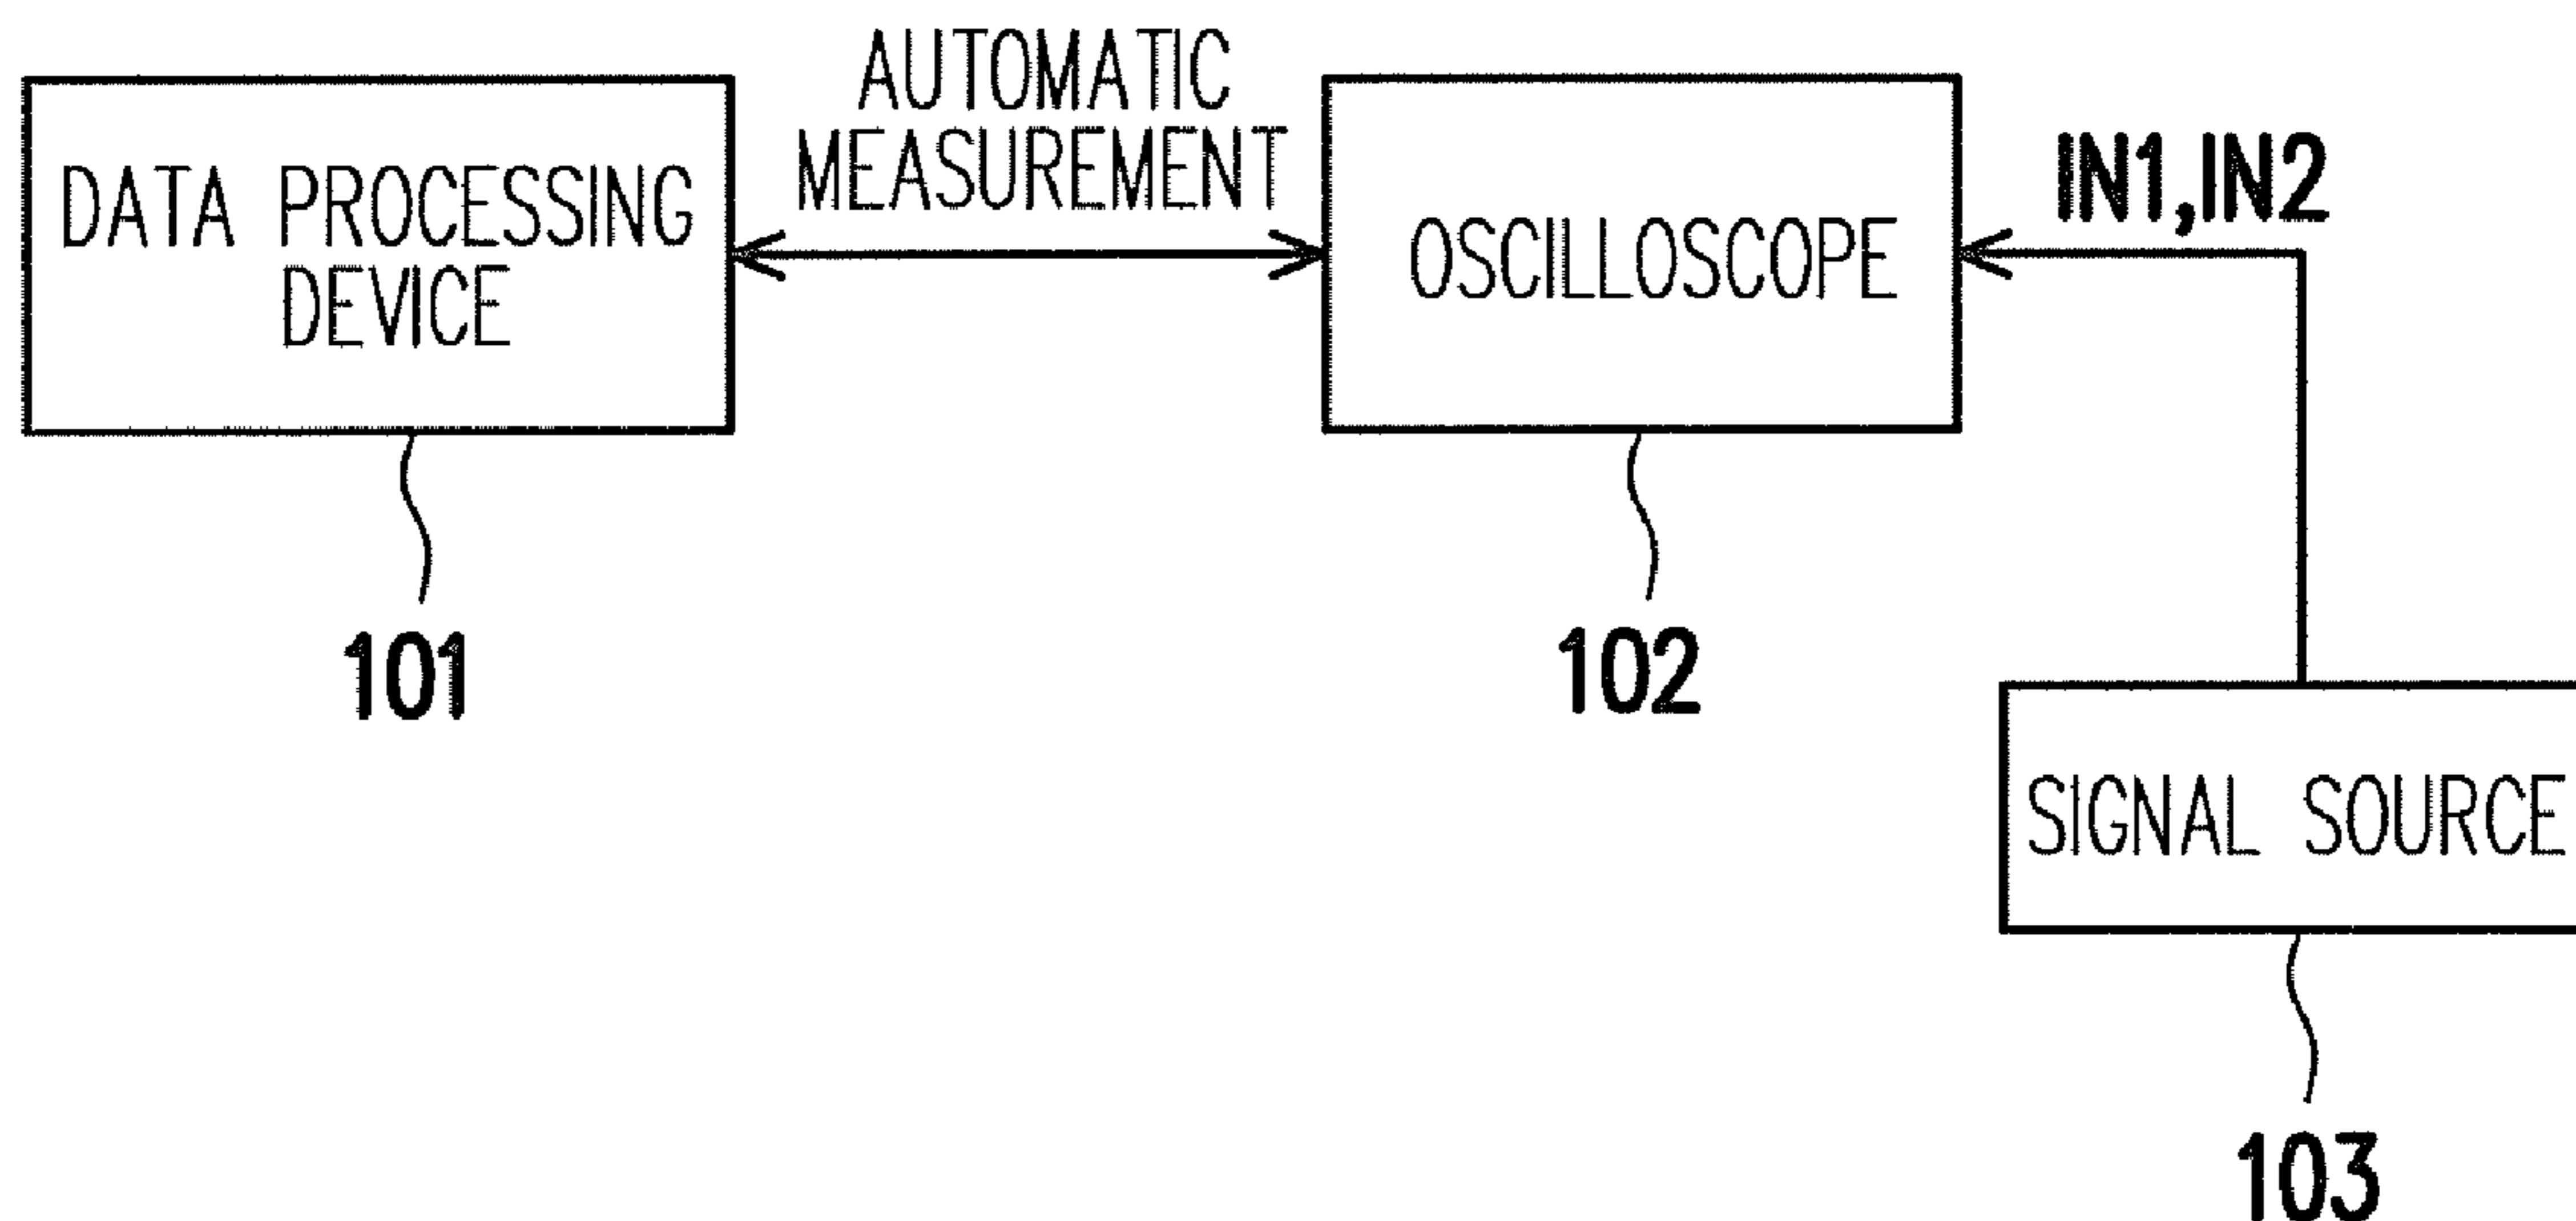 DATA PROCESSING
DEVICE
101
AUTOMATIC
MEASUREMENT
OSCILLOSCOPE
102
IN1,IN2
SIGNAL SOURCE
103